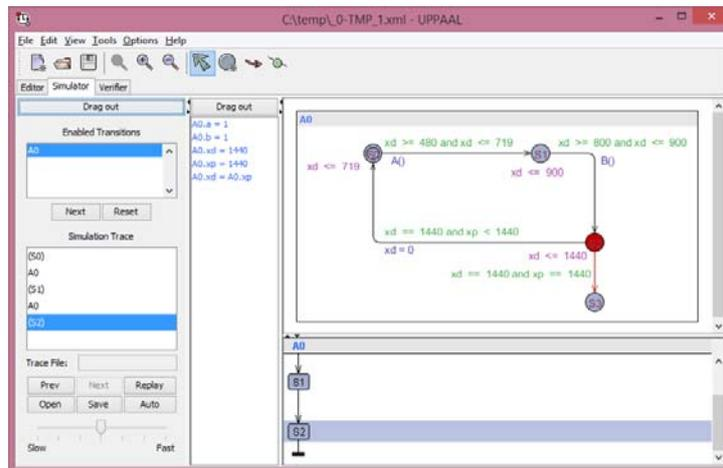 C:\temp\_0-TMP_1.xml - UPPAAL
File Edit View Tools Options Help
Editor Simulator Verifier
Drag out
Enabled Transitions
A0
Next Reset
Simulation Trace
(S0)
A0
(S1)
A0
(S2)
Trace File:
Prev Next Replay
Open Save Auto
Slow Fast
Drag out
A0.a = 1
A0.b = 1
A0.xd = 1440
A0.xp = 1440
A0.xd = A0.xp
A0
xd >= 480 and xd <= 719
xd >= 800 and xd <= 900
S1
A()
B()
xd <= 719
xd <= 900
xd == 1440 and xp < 1440
xd = 0
xd <= 1440
xd == 1440 and xp == 1440
S3
A0
S1
S2